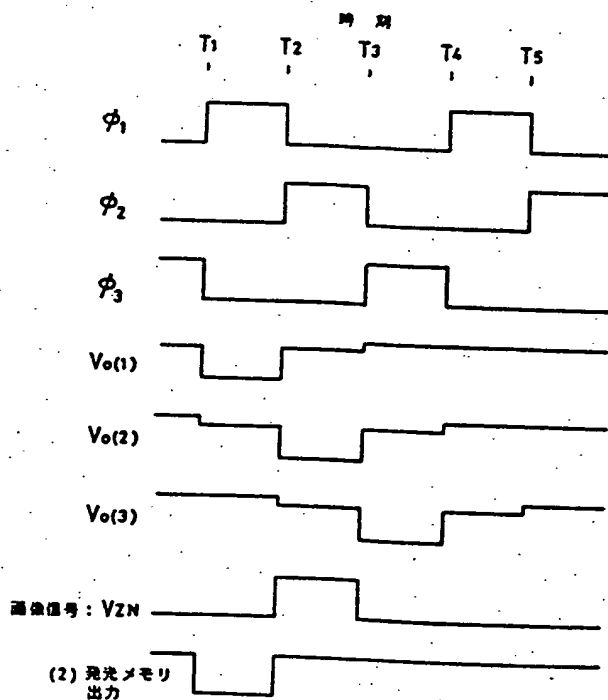 時 刻
T1 T2 T3 T4 T5
φ1
φ2
φ3
Vo(1)
Vo(2)
Vo(3)
画像信号：VZN
(2) 発光メモリ
出力